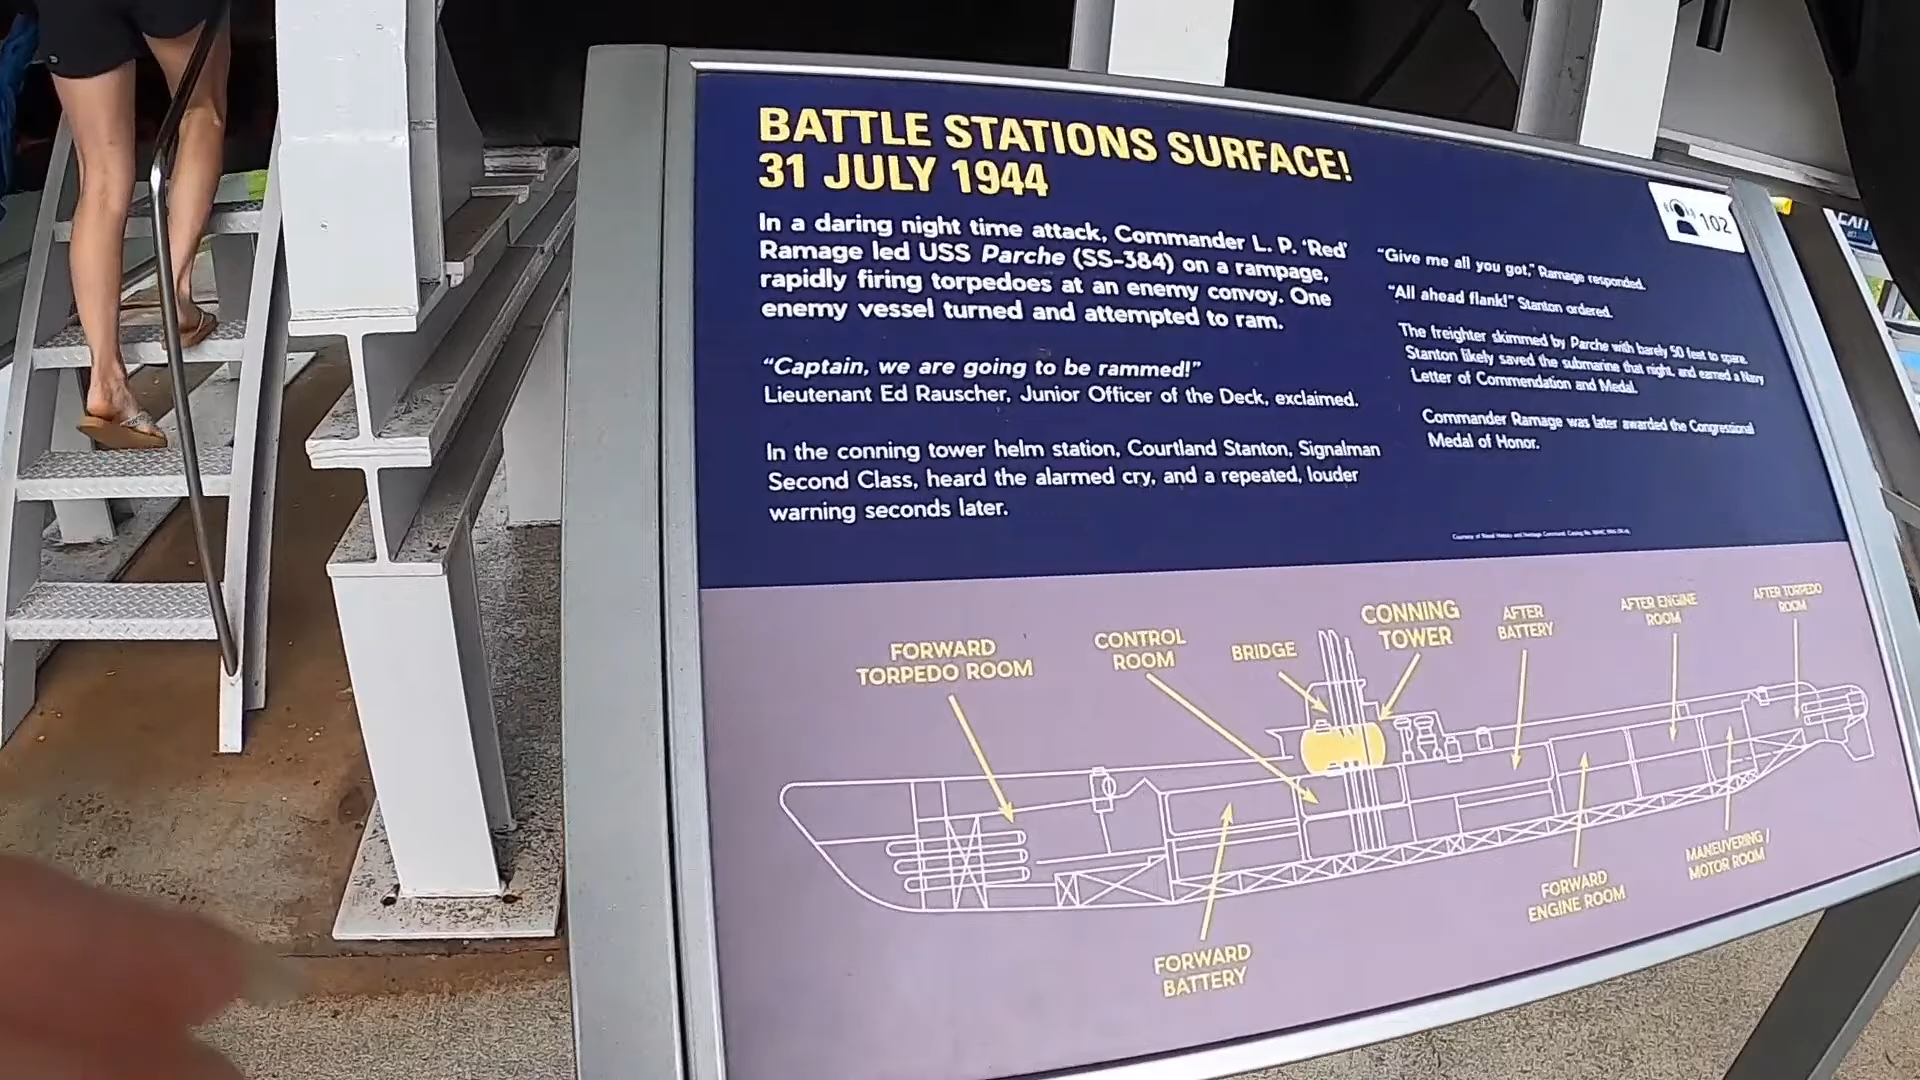 BATTLE STATIONS SURFACE!
31 JULY 1944
In a daring night time attack, Commander L. P. ‘Red’
Ramage led USS Parche (SS-384) on a rampage,
rapidly firing torpedoes at an enemy convoy. One
enemy vessel turned and attempted to ram.
“Captain, we are going to be rammed!”
Lieutenant Ed Rauscher, Junior Officer of the Deck, exclaimed.
In the conning tower helm station, Courtland Stanton, Signalman
Second Class, heard the alarmed cry, and a repeated, louder
warning seconds later.
102
“Give me all you got,” Ramage responded.
“All ahead flank!” Stanton ordered.
The freighter skimmed by Parche with barely 50 feet to spare.
Stanton likely saved the submarine that night, and earned a Navy
Letter of Commendation and Medal.
Commander Ramage was later awarded the Congressional
Medal of Honor.
FORWARD
TORPEDO ROOM
CONTROL
ROOM
BRIDGE
CONNING
TOWER
AFTER
BATTERY
AFTER ENGINE
ROOM
AFTER TORPEDO
ROOM
FORWARD
BATTERY
FORWARD
ENGINE ROOM
MANEUVERING /
MOTOR ROOM